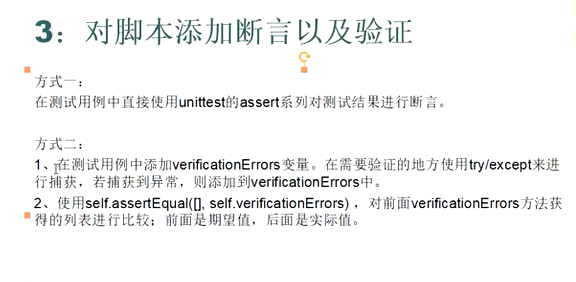 3：对脚本添加断言以及验证
方式一：
在测试用例中直接使用unittest的assert系列对测试结果进行断言。
方式二：
1、在测试用例中添加verificationErrors变量。在需要验证的地方使用try/except来进
行捕获，若捕获到异常，则添加到verificationErrors中。
2、使用self.assertEqual([], self.verificationErrors) ，对前面verificationErrors方法获
得的列表进行比较；前面是期望值，后面是实际值。